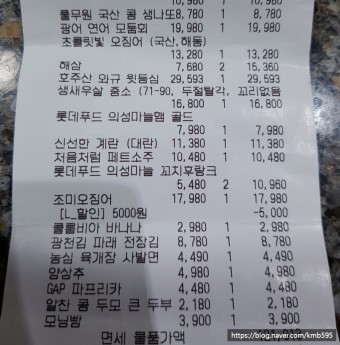 10,980 1 10,980
풀무원 국산 콩 생나또8,780 1 8,780
광어 연어 모둠회 19,980 1 19,980
초콜릿빛 오징어 (국산,해동)
13,280 1 13,280
해삼 7,680 2 15,360
호주산 와규 윗등심 29,593 1 29,593
생새우살 중소 (71-90, 두절탈각, 꼬리없음
16,800 1 16,800
롯데푸드 의성마늘햄 골드
7,980 1 7,980
신선한 계란 (대란) 11,380 1 11,380
처음처럼 페트소주 10,480 1 10,480
롯데푸드 의성마늘 꼬치후랑크
5,480 2 10,960
조미오징어 17,980 1 17,980
[L_할인] 5000원 -5,000
콜롬비아 바나나 2,980 1 2,980
광천김 파래 전장김 8,780 1 8,780
농심 육개장 사발면 4,490 1 4,490
양상추 4,980 1 4,980
GAP 파프리카 4,480 1 4,480
알찬 콩 두모 큰 두부 2,180 1 2,180
모닝빵 3,900 1 3,900
면세 물품가액
https://blog.naver.com/kmb595